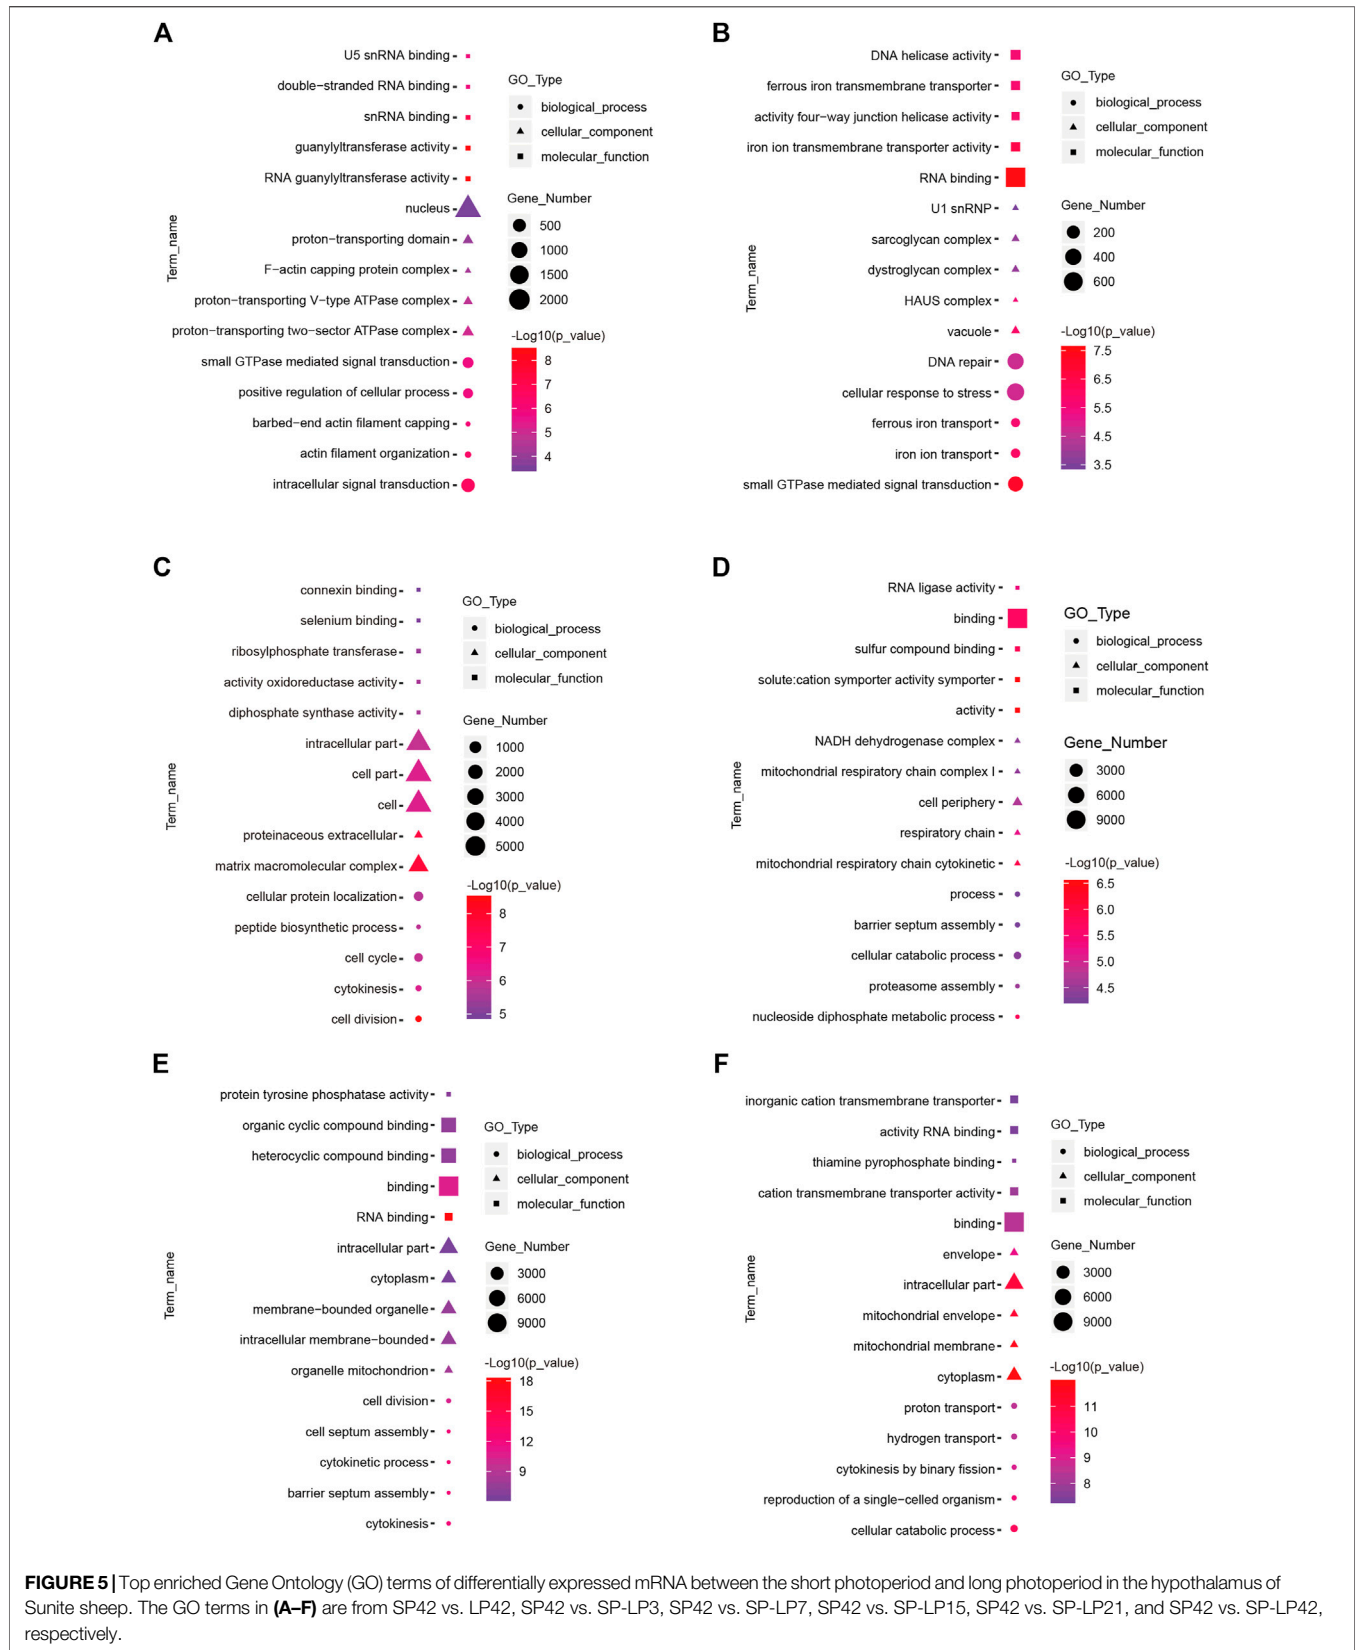 A
U5 snRNA binding
double-stranded RNA binding
snRNA binding
guanylyltransferase activity
RNA guanylyltransferase activity
nucleus
proton-transporting domain
F-actin capping protein complex
proton-transporting V-type ATPase complex
proton-transporting two-sector ATPase complex
small GTPase mediated signal transduction
positive regulation of cellular process
barbed-end actin filament capping
actin filament organization
intracellular signal transduction
Term_name
GO_Type
biological_process
cellular_component
molecular_function
Gene_Number
500
1000
1500
2000
-Log10(p_value)
8
7
6
5
4
B
DNA helicase activity
ferrous iron transmembrane transporter
activity four-way junction helicase activity
iron ion transmembrane transporter activity
RNA binding
U1 snRNP
sarcoglycan complex
dystroglycan complex
HAUS complex
vacuole
DNA repair
cellular response to stress
ferrous iron transport
iron ion transport
small GTPase mediated signal transduction
Term_name
GO_Type
biological_process
cellular_component
molecular_function
Gene_Number
200
400
600
-Log10(p_value)
7.5
6.5
5.5
4.5
3.5
C
connexin binding
selenium binding
ribosylphosphate transferase
activity oxidoreductase activity
diphosphate synthase activity
intracellular part
cell part
cell
proteinaceous extracellular
matrix macromolecular complex
cellular protein localization
peptide biosynthetic process
cell cycle
cytokinesis
cell division
Term_name
GO_Type
biological_process
cellular_component
molecular_function
Gene_Number
1000
2000
3000
4000
5000
-Log10(p_value)
8
7
6
5
D
RNA ligase activity
binding
sulfur compound binding
solute:cation symporter activity symporter
activity
NADH dehydrogenase complex
mitochondrial respiratory chain complex I
cell periphery
respiratory chain
mitochondrial respiratory chain cytokinetic
process
barrier septum assembly
cellular catabolic process
proteasome assembly
nucleoside diphosphate metabolic process
Term_name
GO_Type
biological_process
cellular_component
molecular_function
Gene_Number
3000
6000
9000
-Log10(p_value)
6.5
6.0
5.5
5.0
4.5
E
protein tyrosine phosphatase activity
organic cyclic compound binding
heterocyclic compound binding
binding
RNA binding
intracellular part
cytoplasm
membrane-bounded organelle
intracellular membrane-bounded
organelle mitochondrion
cell division
cell septum assembly
cytokinetic process
barrier septum assembly
cytokinesis
Term_name
GO_Type
biological_process
cellular_component
molecular_function
Gene_Number
3000
6000
9000
-Log10(p_value)
18
15
12
9
F
inorganic cation transmembrane transporter
activity RNA binding
thiamine pyrophosphate binding
cation transmembrane transporter activity
binding
envelope
intracellular part
mitochondrial envelope
mitochondrial membrane
cytoplasm
proton transport
hydrogen transport
cytokinesis by binary fission
reproduction of a single-celled organism
cellular catabolic process
Term_name
GO_Type
biological_process
cellular_component
molecular_function
Gene_Number
3000
6000
9000
-Log10(p_value)
11
10
9
8
FIGURE 5 | Top enriched Gene Ontology (GO) terms of differentially expressed mRNA between the short photoperiod and long photoperiod in the hypothalamus of
Sunite sheep. The GO terms in (A–F) are from SP42 vs. LP42, SP42 vs. SP-LP3, SP42 vs. SP-LP7, SP42 vs. SP-LP15, SP42 vs. SP-LP21, and SP42 vs. SP-LP42,
respectively.